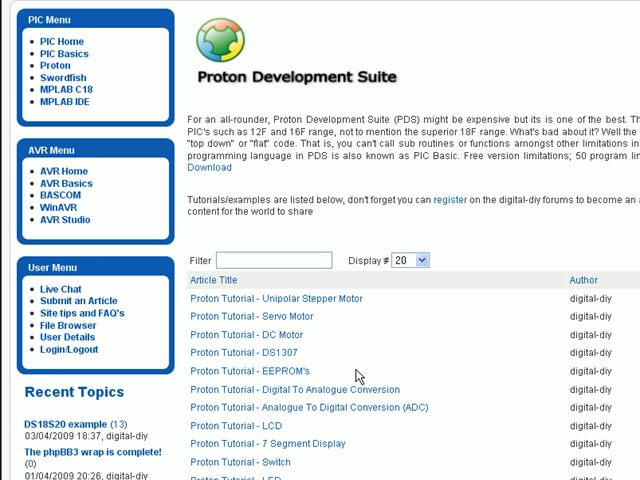 PIC Menu
PIC Home
PIC Basics
Proton
Swordfish
MPLAB C18
MPLAB IDE
AVR Menu
AVR Home
AVR Basics
BASCOM
WinAVR
AVR Studio
User Menu
Live Chat
Submit an Article
Site tips and FAQ's
File Browser
User Details
Login/Logout
Recent Topics
DS18S20 example (13)
03/04/2009 18:37, digital-diy
The phpBB3 wrap is complete!
(0)
01/04/2009 20:26, digital-diy
Proton Development Suite
For an all-rounder, Proton Development Suite (PDS) might be expensive but its is one of the best.
PIC's such as 12F and 16F range, not to mention the superior 18F range. What's bad about it? Well the
"top down" or "flat" code. That is, you can't call sub routines or functions amongst other limitations
programming language in PDS is also known as PIC Basic. Free version limitations; 50 program
Download
Tutorials/examples are listed below, don't forget you can register on the digital-diy forums to become an
content for the world to share
Filter Display # 20
Article Title Author
Proton Tutorial - Unipolar Stepper Motor digital-diy
Proton Tutorial - Servo Motor digital-diy
Proton Tutorial - DC Motor digital-diy
Proton Tutorial - DS1307 digital-diy
Proton Tutorial - EEPROM's digital-diy
Proton Tutorial - Digital To Analogue Conversion digital-diy
Proton Tutorial - Analogue To Digital Conversion (ADC) digital-diy
Proton Tutorial - LCD digital-diy
Proton Tutorial - 7 Segment Display digital-diy
Proton Tutorial - Switch digital-diy
Proton Tutorial - LED